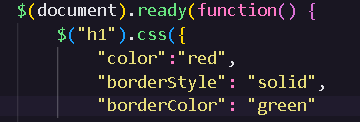 $(document).ready(function() {
$("h1").css({
"color":"red",
"borderStyle": "solid",
"borderColor": "green"